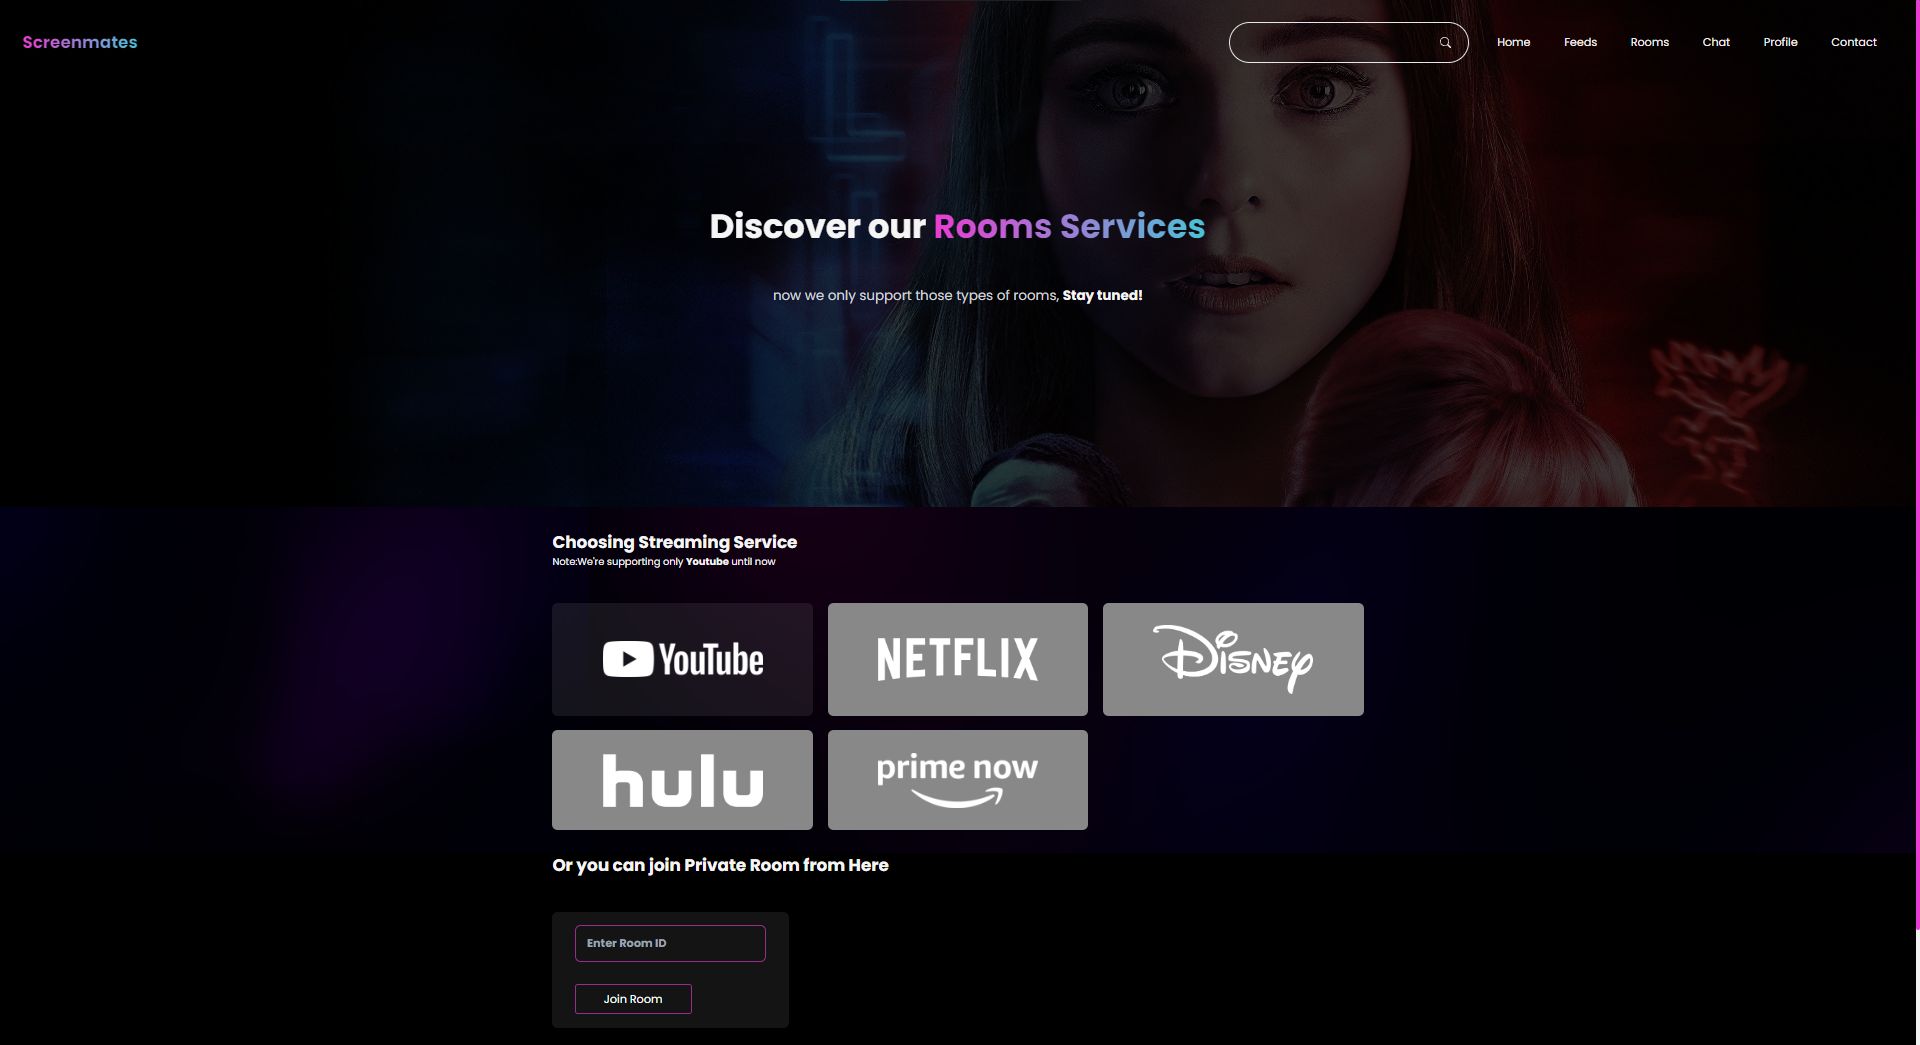 Screenmates
Home
Feeds
Rooms
Chat
Profile
Contact
Discover our Rooms Services
now we only support those types of rooms, Stay tuned!
Choosing Streaming Service
Note:We're supporting only Youtube until now
YouTube
NETFLIX
DISNEY
hulu
prime now
Or you can join Private Room from Here
Enter Room ID
Join Room